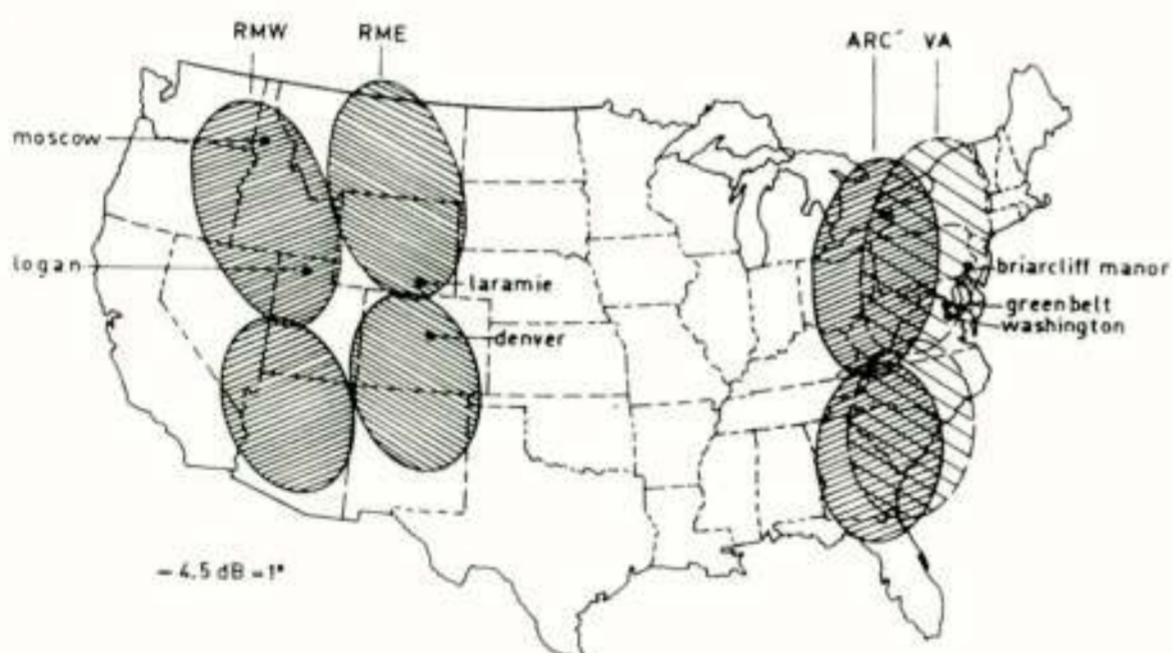 RMW
RME
ARC´ VA
moscow
logan
laramie
denver
briarcliff manor
greenbelt
washington
– 4.5 dB = 1°